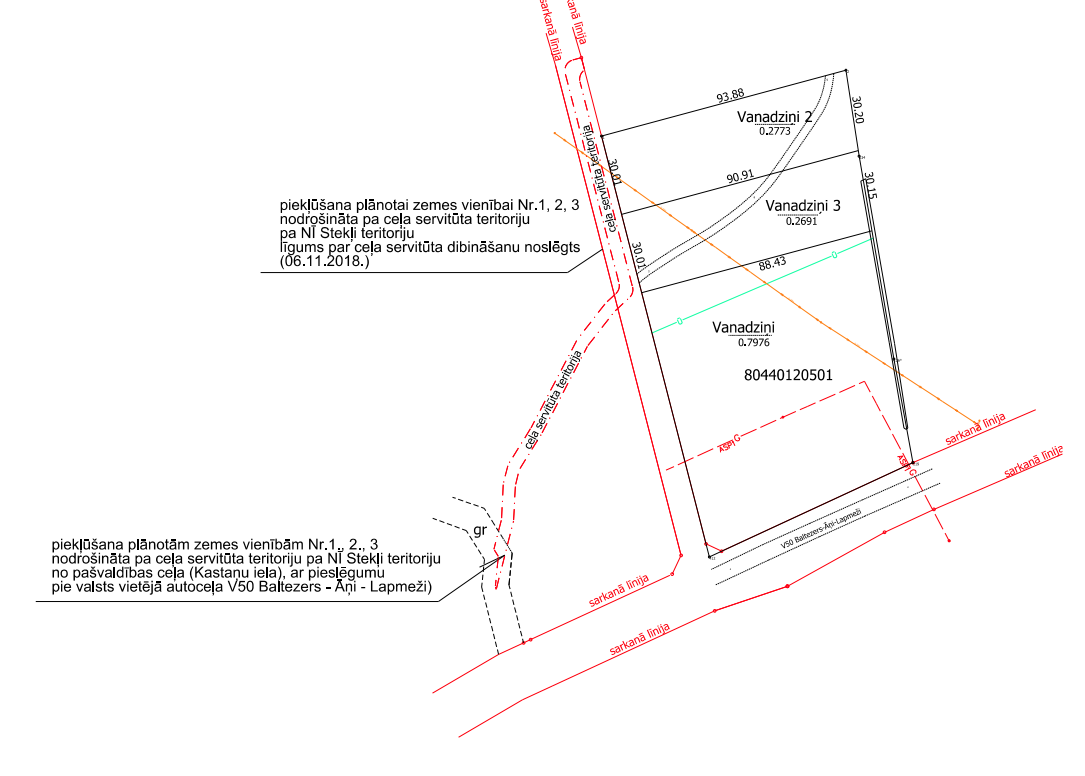 sarkanā līnija
sarkanā līnija
93.88
Vanadziņi 2
0.2773
30.20
ceļa servitūta teritorija
30.01
90.91
30.15
ceļa servitūta teritorija
Vanadziņi 3
0.2691
piekļūšana plānotai zemes vienībai Nr.1, 2, 3
nodrošināta pa ceļa servitūta teritoriju
pa NĪ Stekļi teritoriju
līgums par ceļa servitūta dibināšanu noslēgts
(06.11.2018.)
30.01
88.43
Vanadziņi
0.7976
80440120501
ceļa servitūta teritorija
ASPJ G
ASPJ G
sarkanā līnija
sarkanā līnija
V50 Baltezers-Āņi-Lapmeži
gr
piekļūšana plānotām zemes vienībām Nr.1., 2., 3
nodrošināta pa ceļa servitūta teritoriju pa NĪ Stekļi teritoriju
no pašvaldības ceļa (Kastaņu iela), ar pieslēgumu
pie valsts vietējā autoceļa V50 Baltezers - Āņi - Lapmeži)
sarkanā līnija
sarkanā līnija